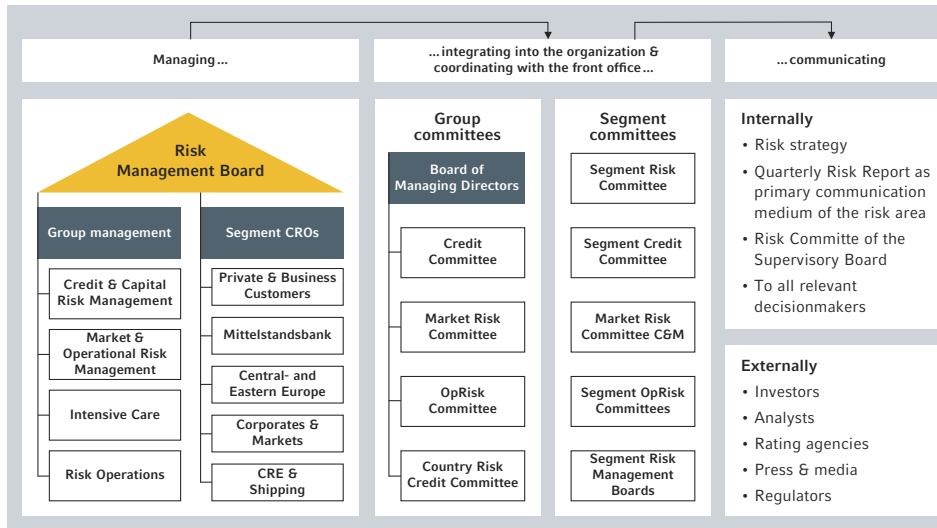 Managing ...
...integrating into the organization &
coordinating with the front office ...
...communicating
Risk
Management Board
Group management
Credit & Capital
Risk Management
Market &
Operational Risk
Management
Intensive Care
Risk Operations
Segment CROs
Private & Business
Customers
Mittelstandsbank
Central- and
Eastern Europe
Corporates &
Markets
CRE &
Shipping
Group
committees
Board of
Managing Directors
Credit
Committee
Market Risk
Committee
OpRisk
Committee
Country Risk
Credit Committee
Segment
committees
Segment Risk
Committee
Segment Credit
Committee
Market Risk
Committee C&M
Segment OpRisk
Committees
Segment Risk
Management
Boards
Internally
• Risk strategy
• Quarterly Risk Report as
primary communication
medium of the risk area
• Risk Committe of the
Supervisory Board
• To all relevant
decisionmakers
Externally
• Investors
• Analysts
• Rating agencies
• Press & media
• Regulators